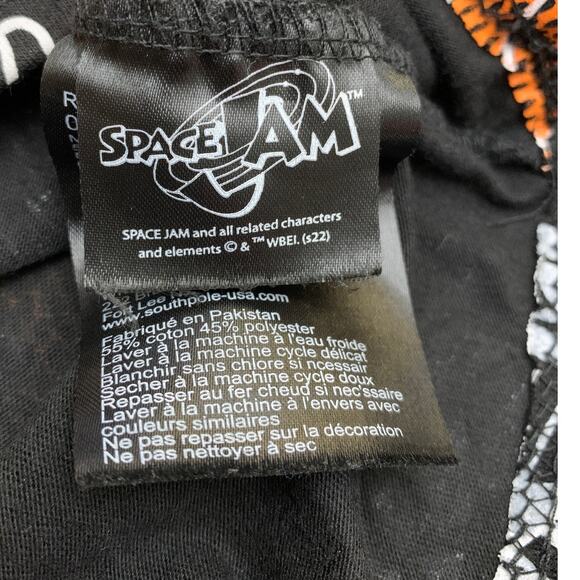 n
SPACE JAM™
SPACE JAM and all related characters
and elements © & ™ WBEI. (s22)
Fort Lee
www.southpole-usa.com
Fabriqué en Pakistan
55% coton 45% polyester
Laver à la machine à l'eau froide
Laver à la machine cycle délicat
Blanchir sans chlore si ncessair
Secher à la machine cycle doux
Repasser au fer cheud si nec'ssaire
Laver à la machine à l'envers avec
couleurs similaires
Ne pas repasser sur la décoration
Ne pas nettoyer à sec